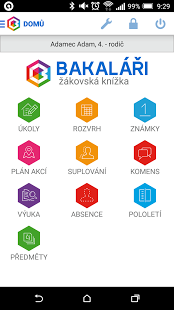 9:29
DOMŮ
Adamec Adam, 4. - rodič
BAKALÁŘI
žákovská knížka
ÚKOLY ROZVRH ZNÁMKY
PLÁN AKCÍ SUPLOVÁNÍ KOMENS
VÝUKA ABSENCE POLOLETÍ
PŘEDMĚTY